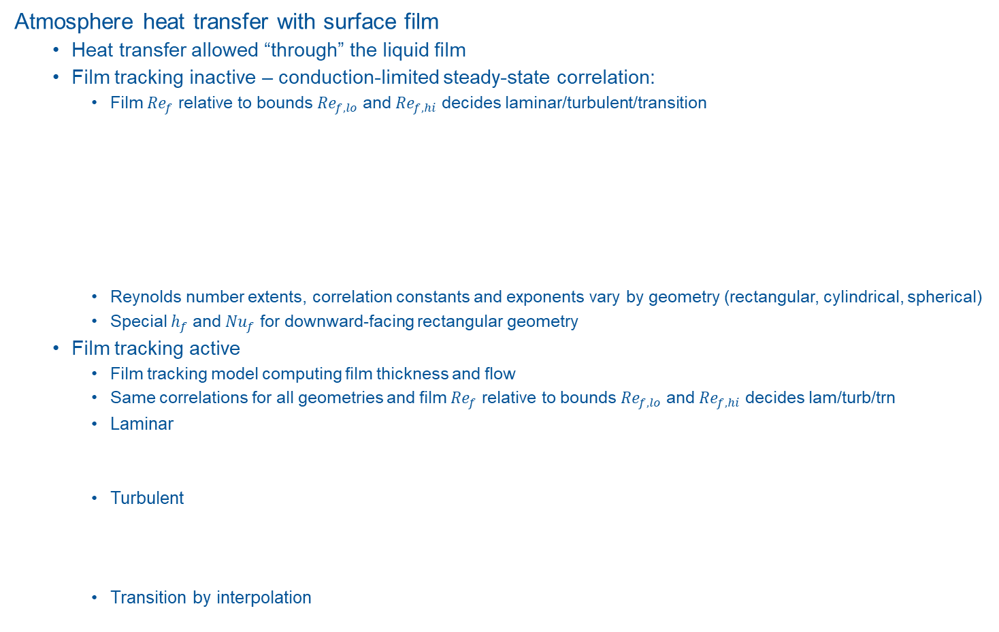 Atmosphere heat transfer with surface film
• Heat transfer allowed “through” the liquid film
• Film tracking inactive – conduction-limited steady-state correlation:
• Film Re_f relative to bounds Re_f,lo and Re_f,hi decides laminar/turbulent/transition
• Reynolds number extents, correlation constants and exponents vary by geometry (rectangular, cylindrical, spherical)
• Special h_f and Nu_f for downward-facing rectangular geometry
• Film tracking active
• Film tracking model computing film thickness and flow
• Same correlations for all geometries and film Re_f relative to bounds Re_f,lo and Re_f,hi decides lam/turb/trn
• Laminar
• Turbulent
• Transition by interpolation